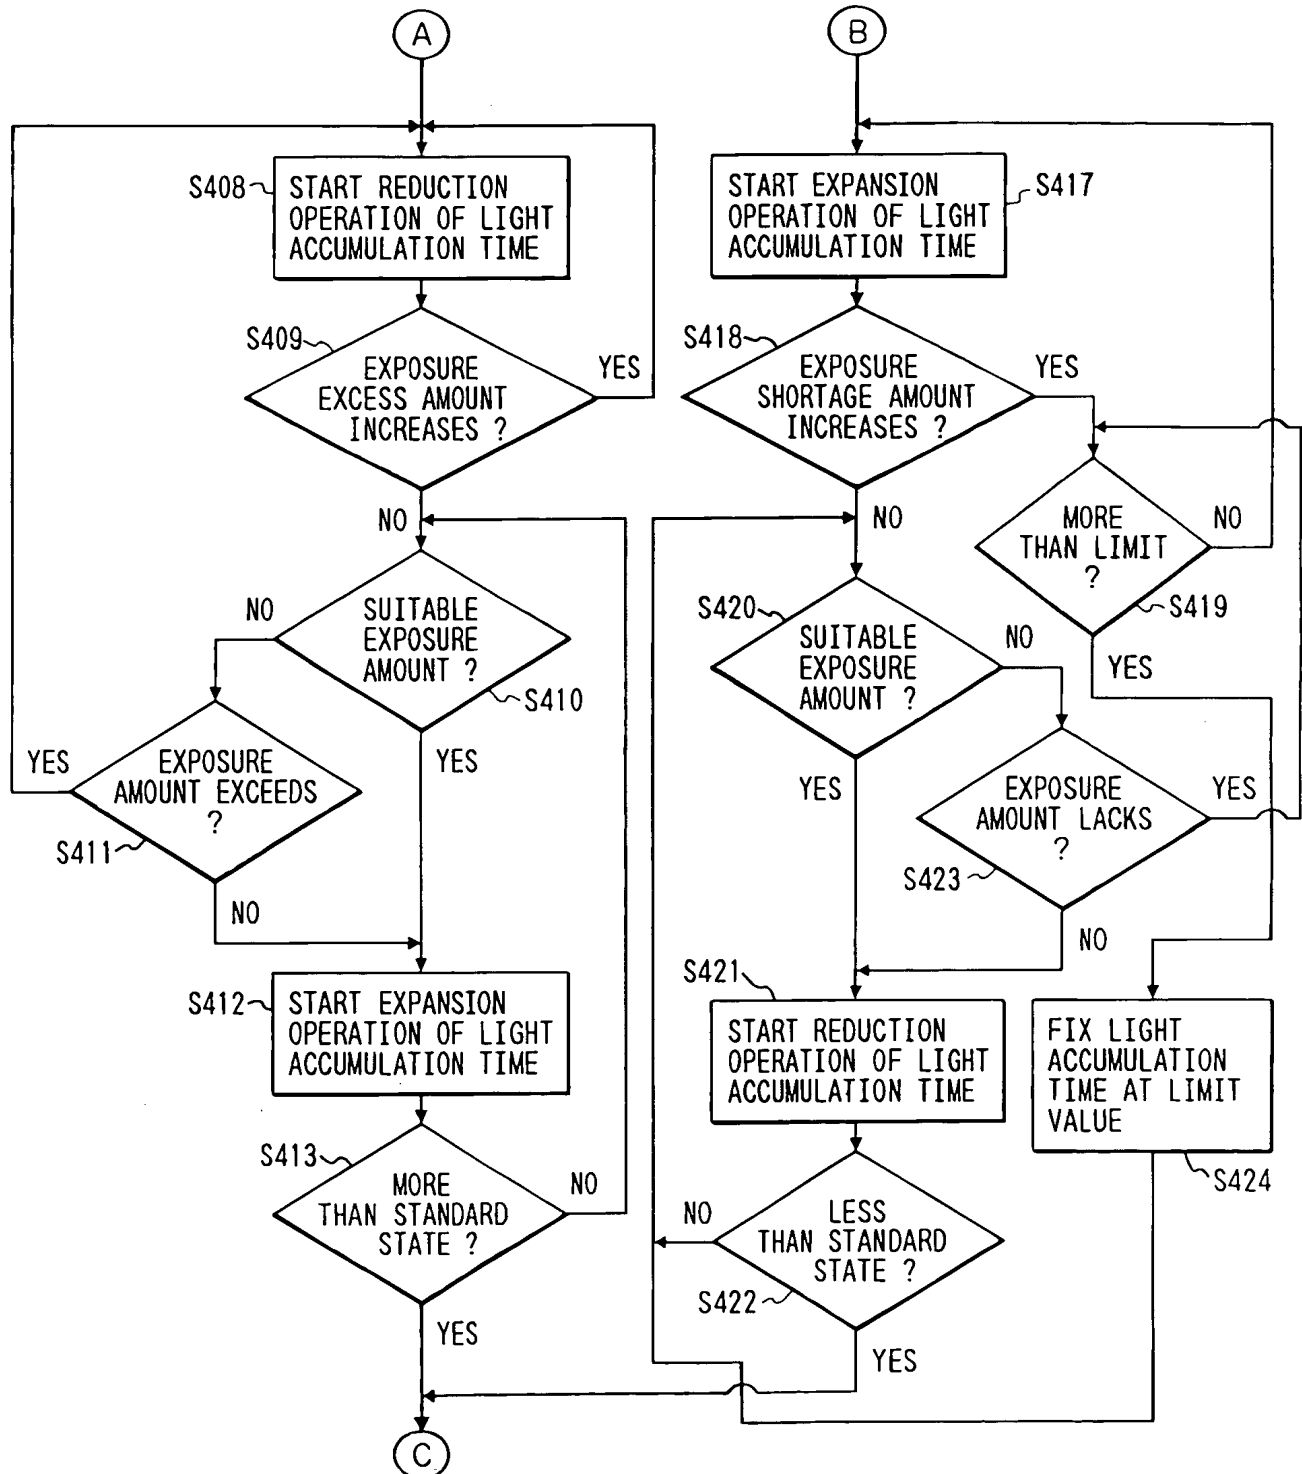 A
S408
START REDUCTION
OPERATION OF LIGHT
ACCUMULATION TIME
S409
EXPOSURE
EXCESS AMOUNT
INCREASES ?
YES
NO
SUITABLE
EXPOSURE
AMOUNT ?
S410
NO
YES
EXPOSURE
AMOUNT EXCEEDS
?
S411
YES
NO
S412
START EXPANSION
OPERATION OF LIGHT
ACCUMULATION TIME
S413
MORE
THAN STANDARD
STATE ?
NO
YES
C
B
START EXPANSION
OPERATION OF LIGHT
ACCUMULATION TIME
S417
S418
EXPOSURE
SHORTAGE AMOUNT
INCREASES ?
YES
NO
MORE
THAN LIMIT
?
S419
NO
YES
S420
SUITABLE
EXPOSURE
AMOUNT ?
NO
YES
EXPOSURE
AMOUNT LACKS
?
S423
YES
NO
S421
START REDUCTION
OPERATION OF LIGHT
ACCUMULATION TIME
LESS
THAN STANDARD
STATE ?
S422
NO
YES
FIX LIGHT
ACCUMULATION
TIME AT LIMIT
VALUE
S424